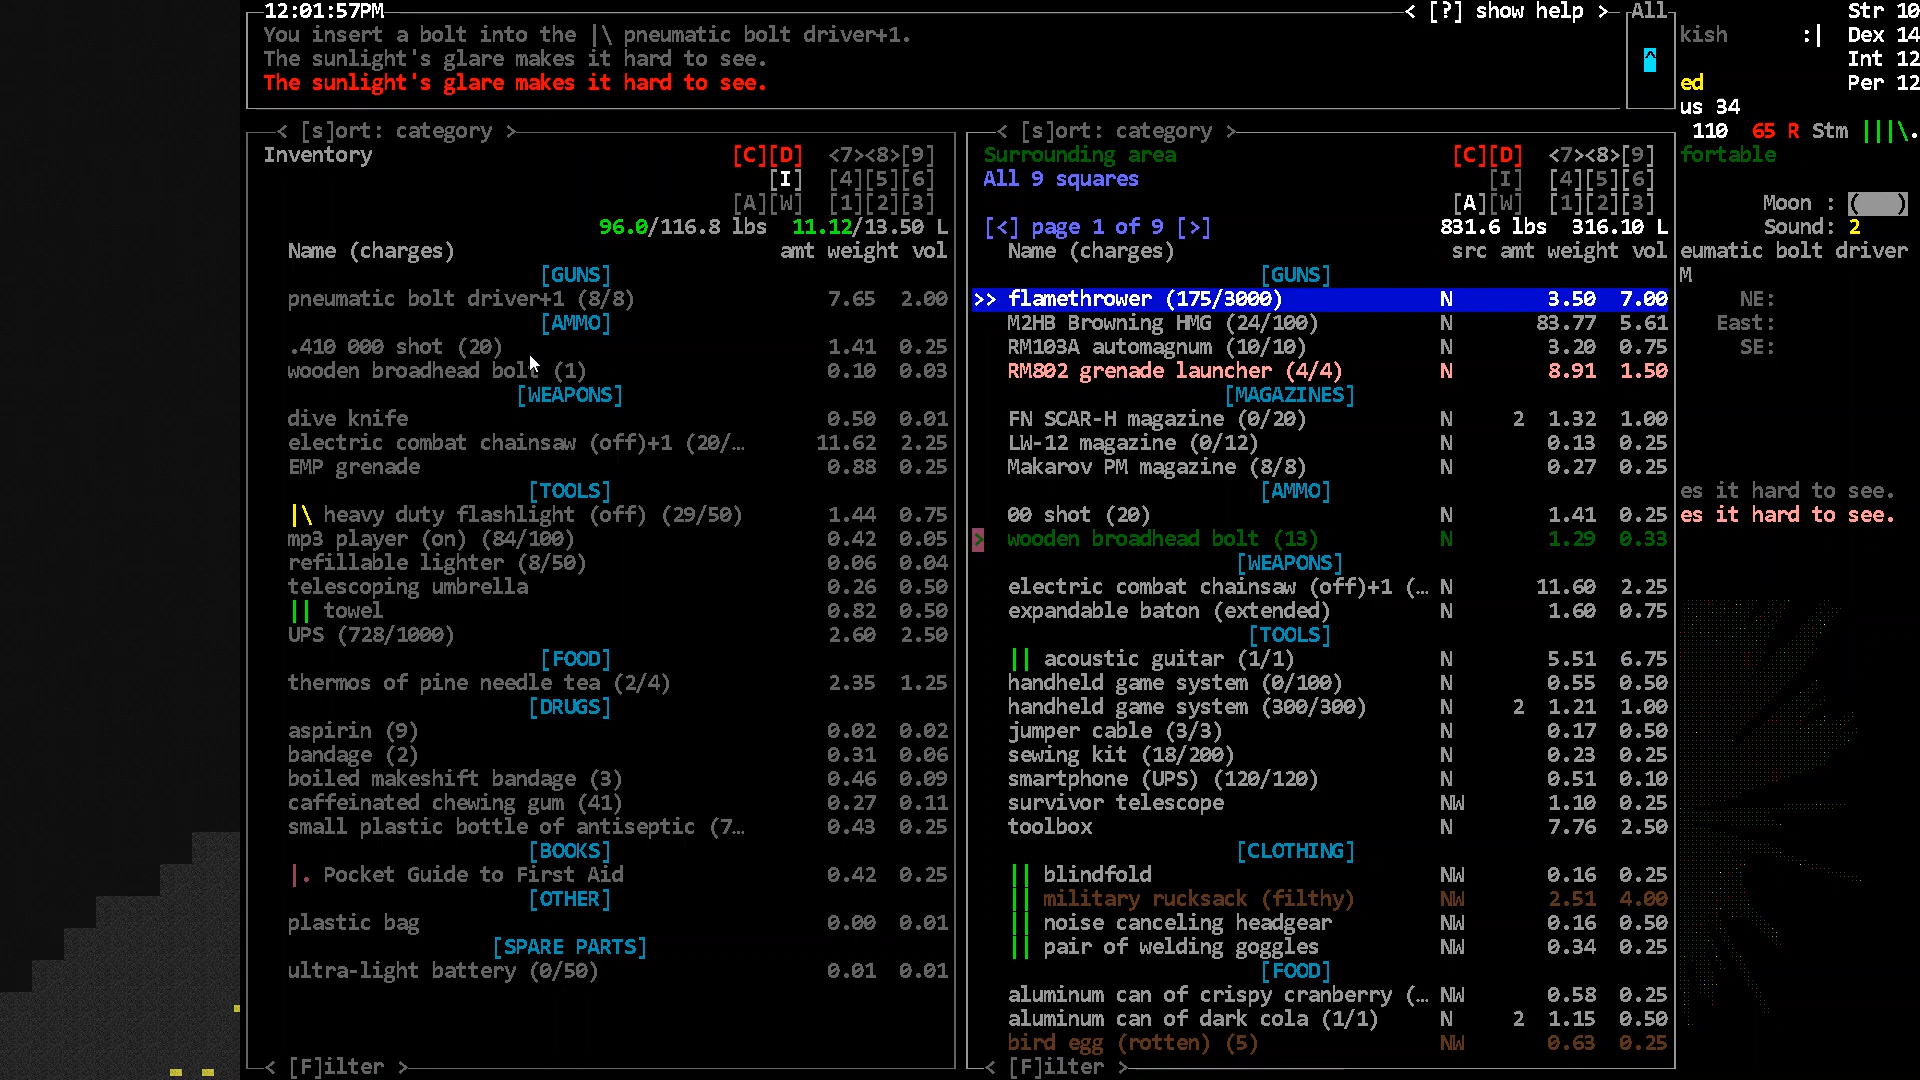 12:01:57PM
< [?] show help >
You insert a bolt into the |\ pneumatic bolt driver+1.
The sunlight's glare makes it hard to see.
The sunlight's glare makes it hard to see.
All
^
kish :| Str 10
Dex 14
Int 12
ed Per 12
us 34
110 65 R Stm |||\.
fortable
Moon : ( )
Sound: 2
eumatic bolt driver
M
NE:
East:
SE:
es it hard to see.
es it hard to see.
< [s]ort: category >
Inventory [C][D] <7><8>[9]
[I] [4][5][6]
[A][W] [1][2][3]
96.0/116.8 lbs 11.12/13.50 L
Name (charges) amt weight vol
[GUNS]
pneumatic bolt driver+1 (8/8) 7.65 2.00
[AMMO]
.410 000 shot (20) 1.41 0.25
wooden broadhead bolt (1) 0.10 0.03
[WEAPONS]
dive knife 0.50 0.01
electric combat chainsaw (off)+1 (20/… 11.62 2.25
EMP grenade 0.88 0.25
[TOOLS]
|\ heavy duty flashlight (off) (29/50) 1.44 0.75
mp3 player (on) (84/100) 0.42 0.05
refillable lighter (8/50) 0.06 0.04
telescoping umbrella 0.26 0.50
|| towel 0.82 0.50
UPS (728/1000) 2.60 2.50
[FOOD]
thermos of pine needle tea (2/4) 2.35 1.25
[DRUGS]
aspirin (9) 0.02 0.02
bandage (2) 0.31 0.06
boiled makeshift bandage (3) 0.46 0.09
caffeinated chewing gum (41) 0.27 0.11
small plastic bottle of antiseptic (7… 0.43 0.25
[BOOKS]
|. Pocket Guide to First Aid 0.42 0.25
[OTHER]
plastic bag 0.00 0.01
[SPARE PARTS]
ultra-light battery (0/50) 0.01 0.01
< [F]ilter >
< [s]ort: category >
Surrounding area [C][D] <7><8>[9]
All 9 squares [I] [4][5][6]
[A][W] [1][2][3]
[<] page 1 of 9 [>] 831.6 lbs 316.10 L
Name (charges) src amt weight vol
[GUNS]
>> flamethrower (175/3000) N 3.50 7.00
M2HB Browning HMG (24/100) N 83.77 5.61
RM103A automagnum (10/10) N 3.20 0.75
RM802 grenade launcher (4/4) N 8.91 1.50
[MAGAZINES]
FN SCAR-H magazine (0/20) N 2 1.32 1.00
LW-12 magazine (0/12) N 0.13 0.25
Makarov PM magazine (8/8) N 0.27 0.25
[AMMO]
00 shot (20) N 1.41 0.25
> wooden broadhead bolt (13) N 1.29 0.33
[WEAPONS]
electric combat chainsaw (off)+1 (… N 11.60 2.25
expandable baton (extended) N 1.60 0.75
[TOOLS]
|| acoustic guitar (1/1) N 5.51 6.75
handheld game system (0/100) N 0.55 0.50
handheld game system (300/300) N 2 1.21 1.00
jumper cable (3/3) N 0.17 0.50
sewing kit (18/200) N 0.23 0.25
smartphone (UPS) (120/120) N 0.51 0.10
survivor telescope NW 1.10 0.25
toolbox N 7.76 2.50
[CLOTHING]
|| blindfold NW 0.16 0.25
|| military rucksack (filthy) NW 2.51 4.00
|| noise canceling headgear NW 0.16 0.50
|| pair of welding goggles NW 0.34 0.25
[FOOD]
aluminum can of crispy cranberry (… NW 0.58 0.25
aluminum can of dark cola (1/1) N 2 1.15 0.50
bird egg (rotten) (5) NW 0.63 0.25
< [F]ilter >